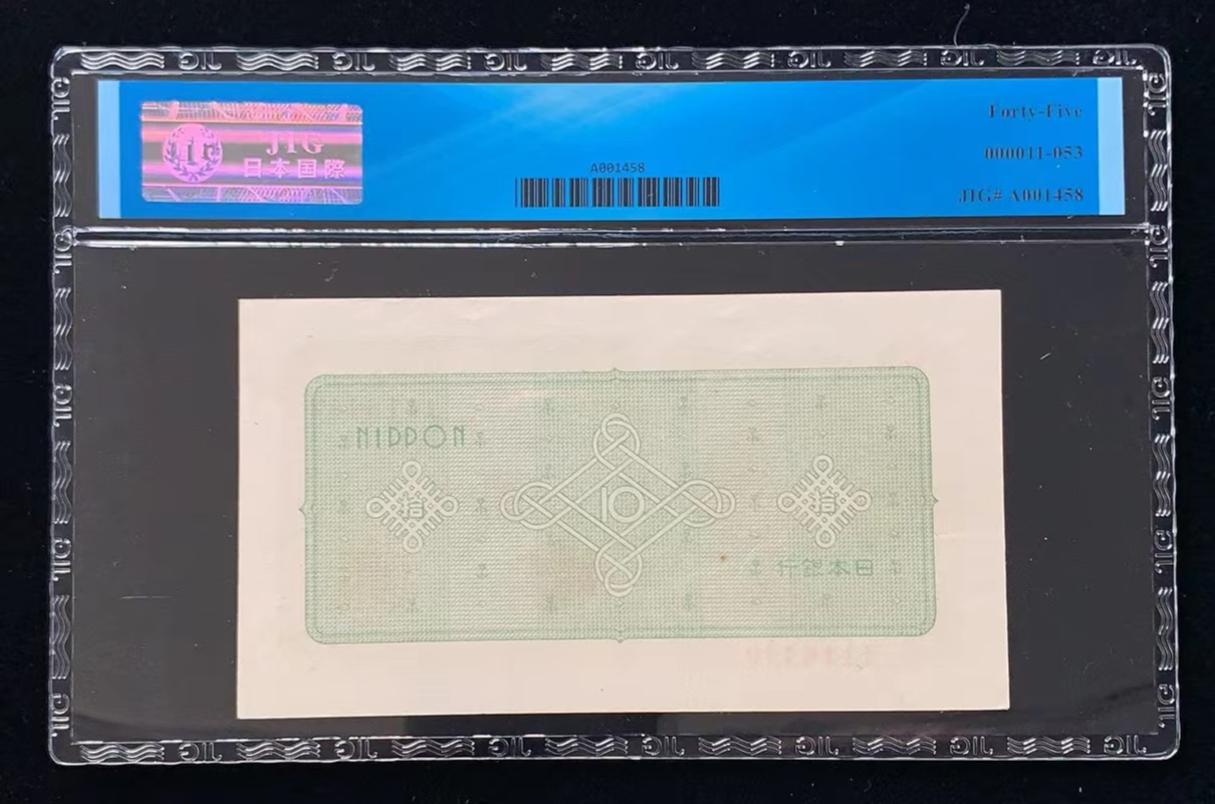 JIG
日本国際
A001458
Forty-Five
000011-053
JIG# A001458
NIPPON
拾
10
拾
行銀本日